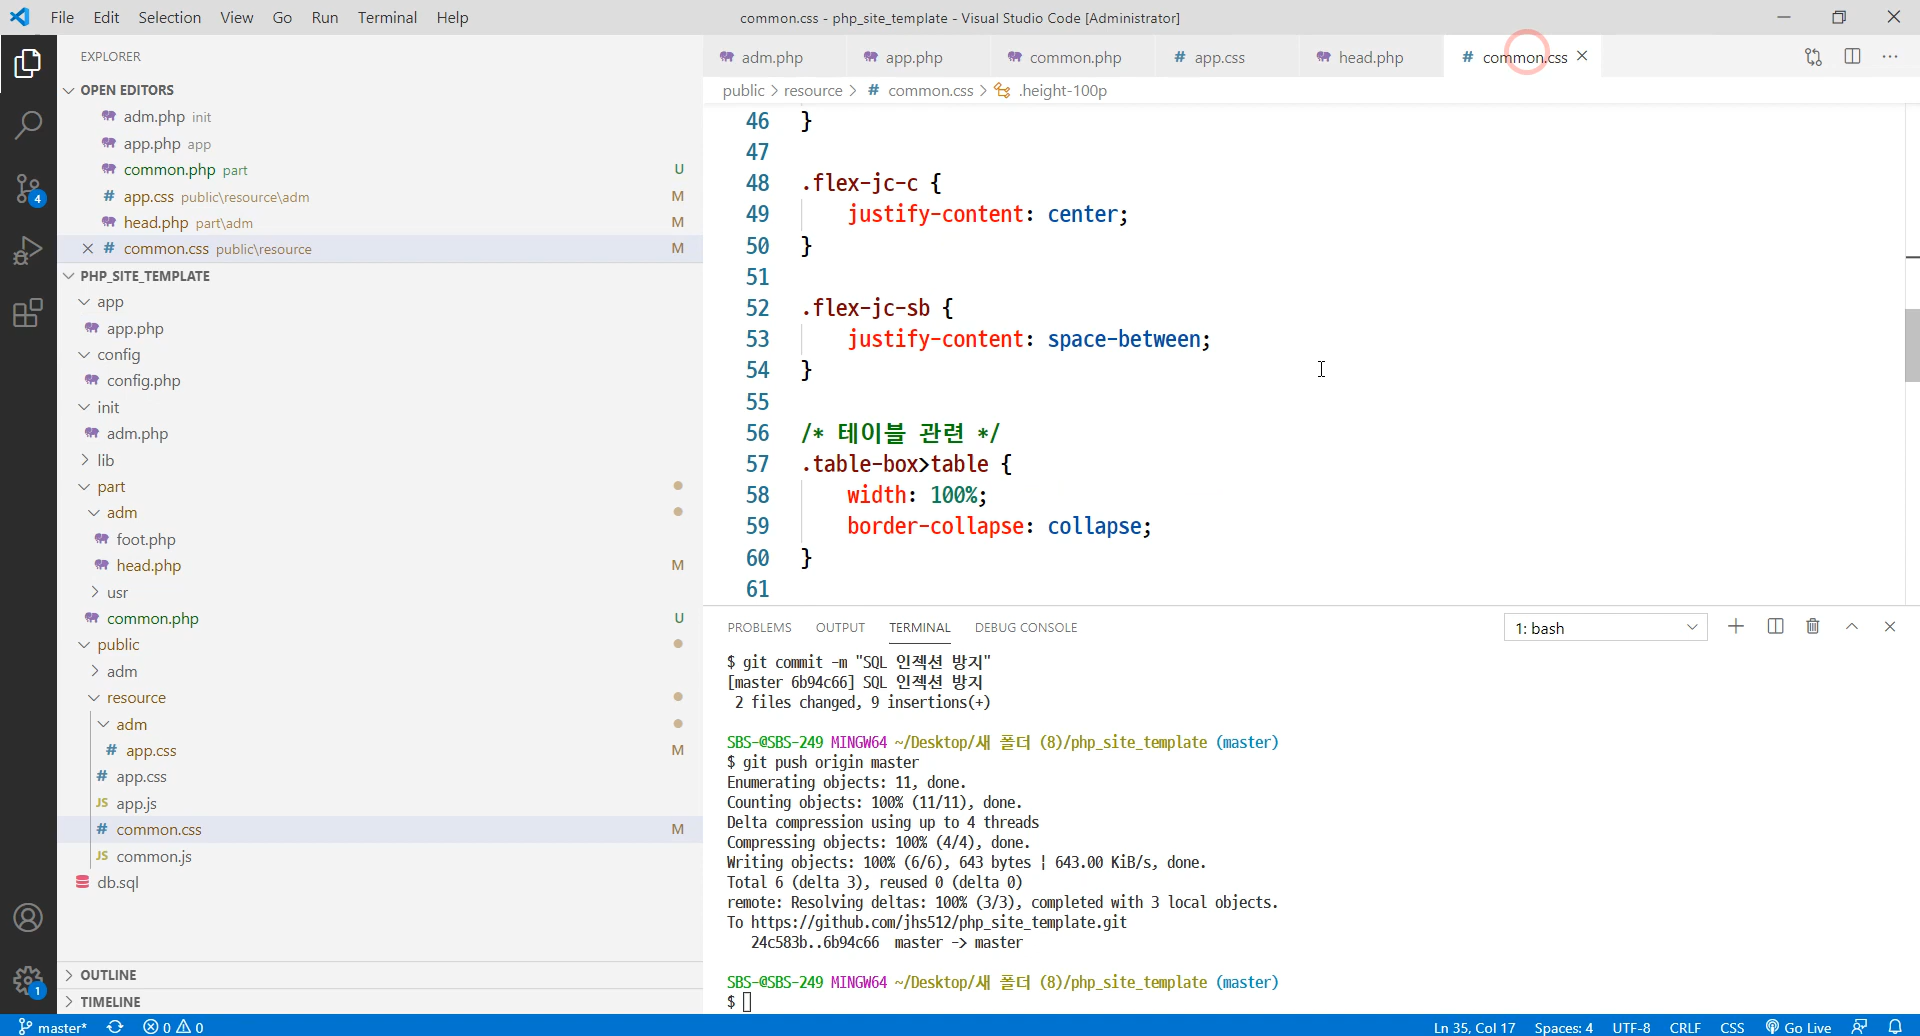 File Edit Selection View Go Run Terminal Help
common.css - php_site_template - Visual Studio Code [Administrator]
EXPLORER
OPEN EDITORS
adm.php init
app.php app
common.php part U
# app.css public\resource\adm M
head.php part\adm M
# common.css public\resource M
PHP_SITE_TEMPLATE
app
app.php
config
config.php
init
adm.php
lib
part
adm
foot.php
head.php M
usr
common.php U
public
adm
resource
adm
# app.css M
# app.css
JS app.js
# common.css M
JS common.js
db.sql
OUTLINE
TIMELINE
4
1
adm.php app.php common.php # app.css head.php # common.css
public > resource > # common.css > .height-100p
46 }
47
48 .flex-jc-c {
49 justify-content: center;
50 }
51
52 .flex-jc-sb {
53 justify-content: space-between;
54 }
55
56 /* 테이블 관련 */
57 .table-box>table {
58 width: 100%;
59 border-collapse: collapse;
60 }
61
PROBLEMS OUTPUT TERMINAL DEBUG CONSOLE
1: bash
$ git commit -m "SQL 인젝션 방지"
[master 6b94c66] SQL 인젝션 방지
2 files changed, 9 insertions(+)
SBS-@SBS-249 MINGW64 ~/Desktop/새 폴더 (8)/php_site_template (master)
$ git push origin master
Enumerating objects: 11, done.
Counting objects: 100% (11/11), done.
Delta compression using up to 4 threads
Compressing objects: 100% (4/4), done.
Writing objects: 100% (6/6), 643 bytes | 643.00 KiB/s, done.
Total 6 (delta 3), reused 0 (delta 0)
remote: Resolving deltas: 100% (3/3), completed with 3 local objects.
To https://github.com/jhs512/php_site_template.git
24c583b..6b94c66 master -> master
SBS-@SBS-249 MINGW64 ~/Desktop/새 폴더 (8)/php_site_template (master)
$
master* 0 0 Ln 35, Col 17 Spaces: 4 UTF-8 CRLF CSS Go Live